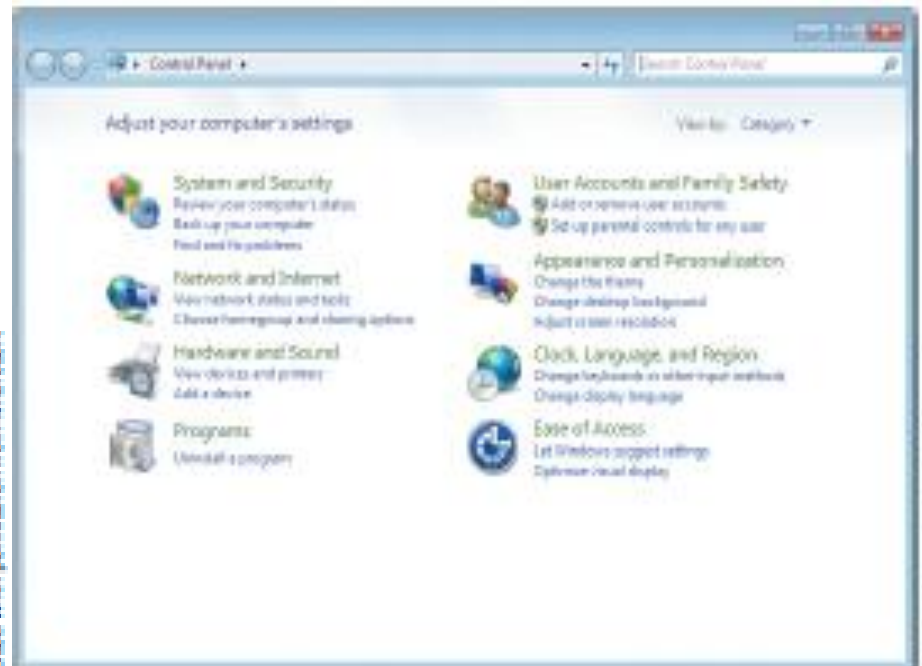 Control Panel
Search Control Panel
Adjust your computer's settings
View by: Category
System and Security
Review your computer's status
Back up your computer
Find and fix problems
Network and Internet
View network status and tasks
Choose homegroup and sharing options
Hardware and Sound
View devices and printers
Add a device
Programs
Uninstall a program
User Accounts and Family Safety
Add or remove user accounts
Set up parental controls for any user
Appearance and Personalization
Change the theme
Change desktop background
Adjust screen resolution
Clock, Language, and Region
Change keyboards or other input methods
Change display language
Ease of Access
Let Windows suggest settings
Optimize visual display